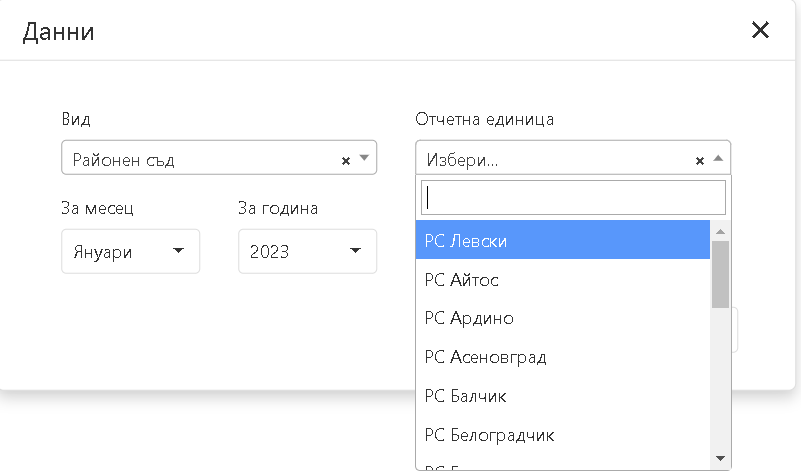 Данни
Вид
Отчетна единица
Районен съд
Избери...
За месец
За година
Януари
2023
РС Левски
РС Айтос
РС Ардино
РС Асеновград
РС Балчик
РС Белоградчик